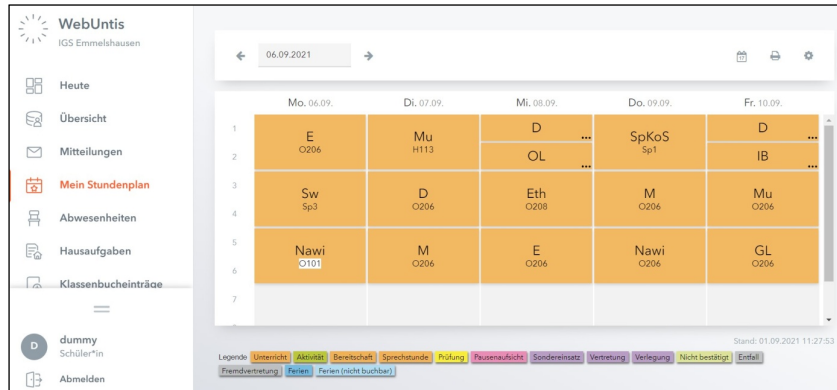 WebUntis
IGS Emmelshausen
Heute
Übersicht
Mitteilungen
Mein Stundenplan
Abwesenheiten
Hausaufgaben
Klassenbucheinträge
D
dummy
Schüler*in
Abmelden
06.09.2021
Mo. 06.09. Di. 07.09. Mi. 08.09. Do. 09.09. Fr. 10.09.
1
E
O206
Mu
H113
D ...
SpKoS
Sp1
D ...
2
OL ...
IB ...
3
Sw
Sp3
D
O206
Eth
O208
M
O206
Mu
O206
4
5
Nawi
O101
M
O206
E
O206
Nawi
O206
GL
O206
6
7
Stand: 01.09.2021 11:27:53
Legende Unterricht Aktivität Bereitschaft Sprechstunde Prüfung Pausenaufsicht Sondereinsatz Vertretung Verlegung Nicht bestätigt Entfall
Fremdvertretung Ferien Ferien (nicht buchbar)